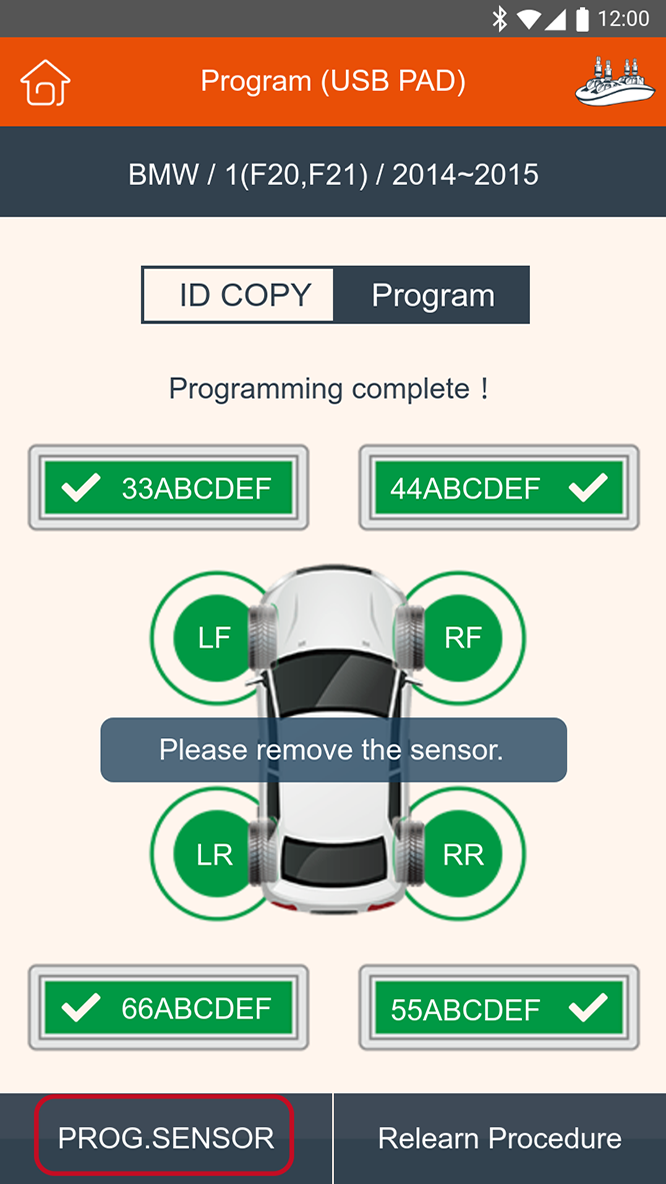 12:00
Program (USB PAD)
BMW / 1(F20,F21) / 2014~2015
ID COPY Program
Programming complete !
33ABCDEF 44ABCDEF
LF RF
Please remove the sensor.
LR RR
66ABCDEF 55ABCDEF
PROG.SENSOR Relearn Procedure